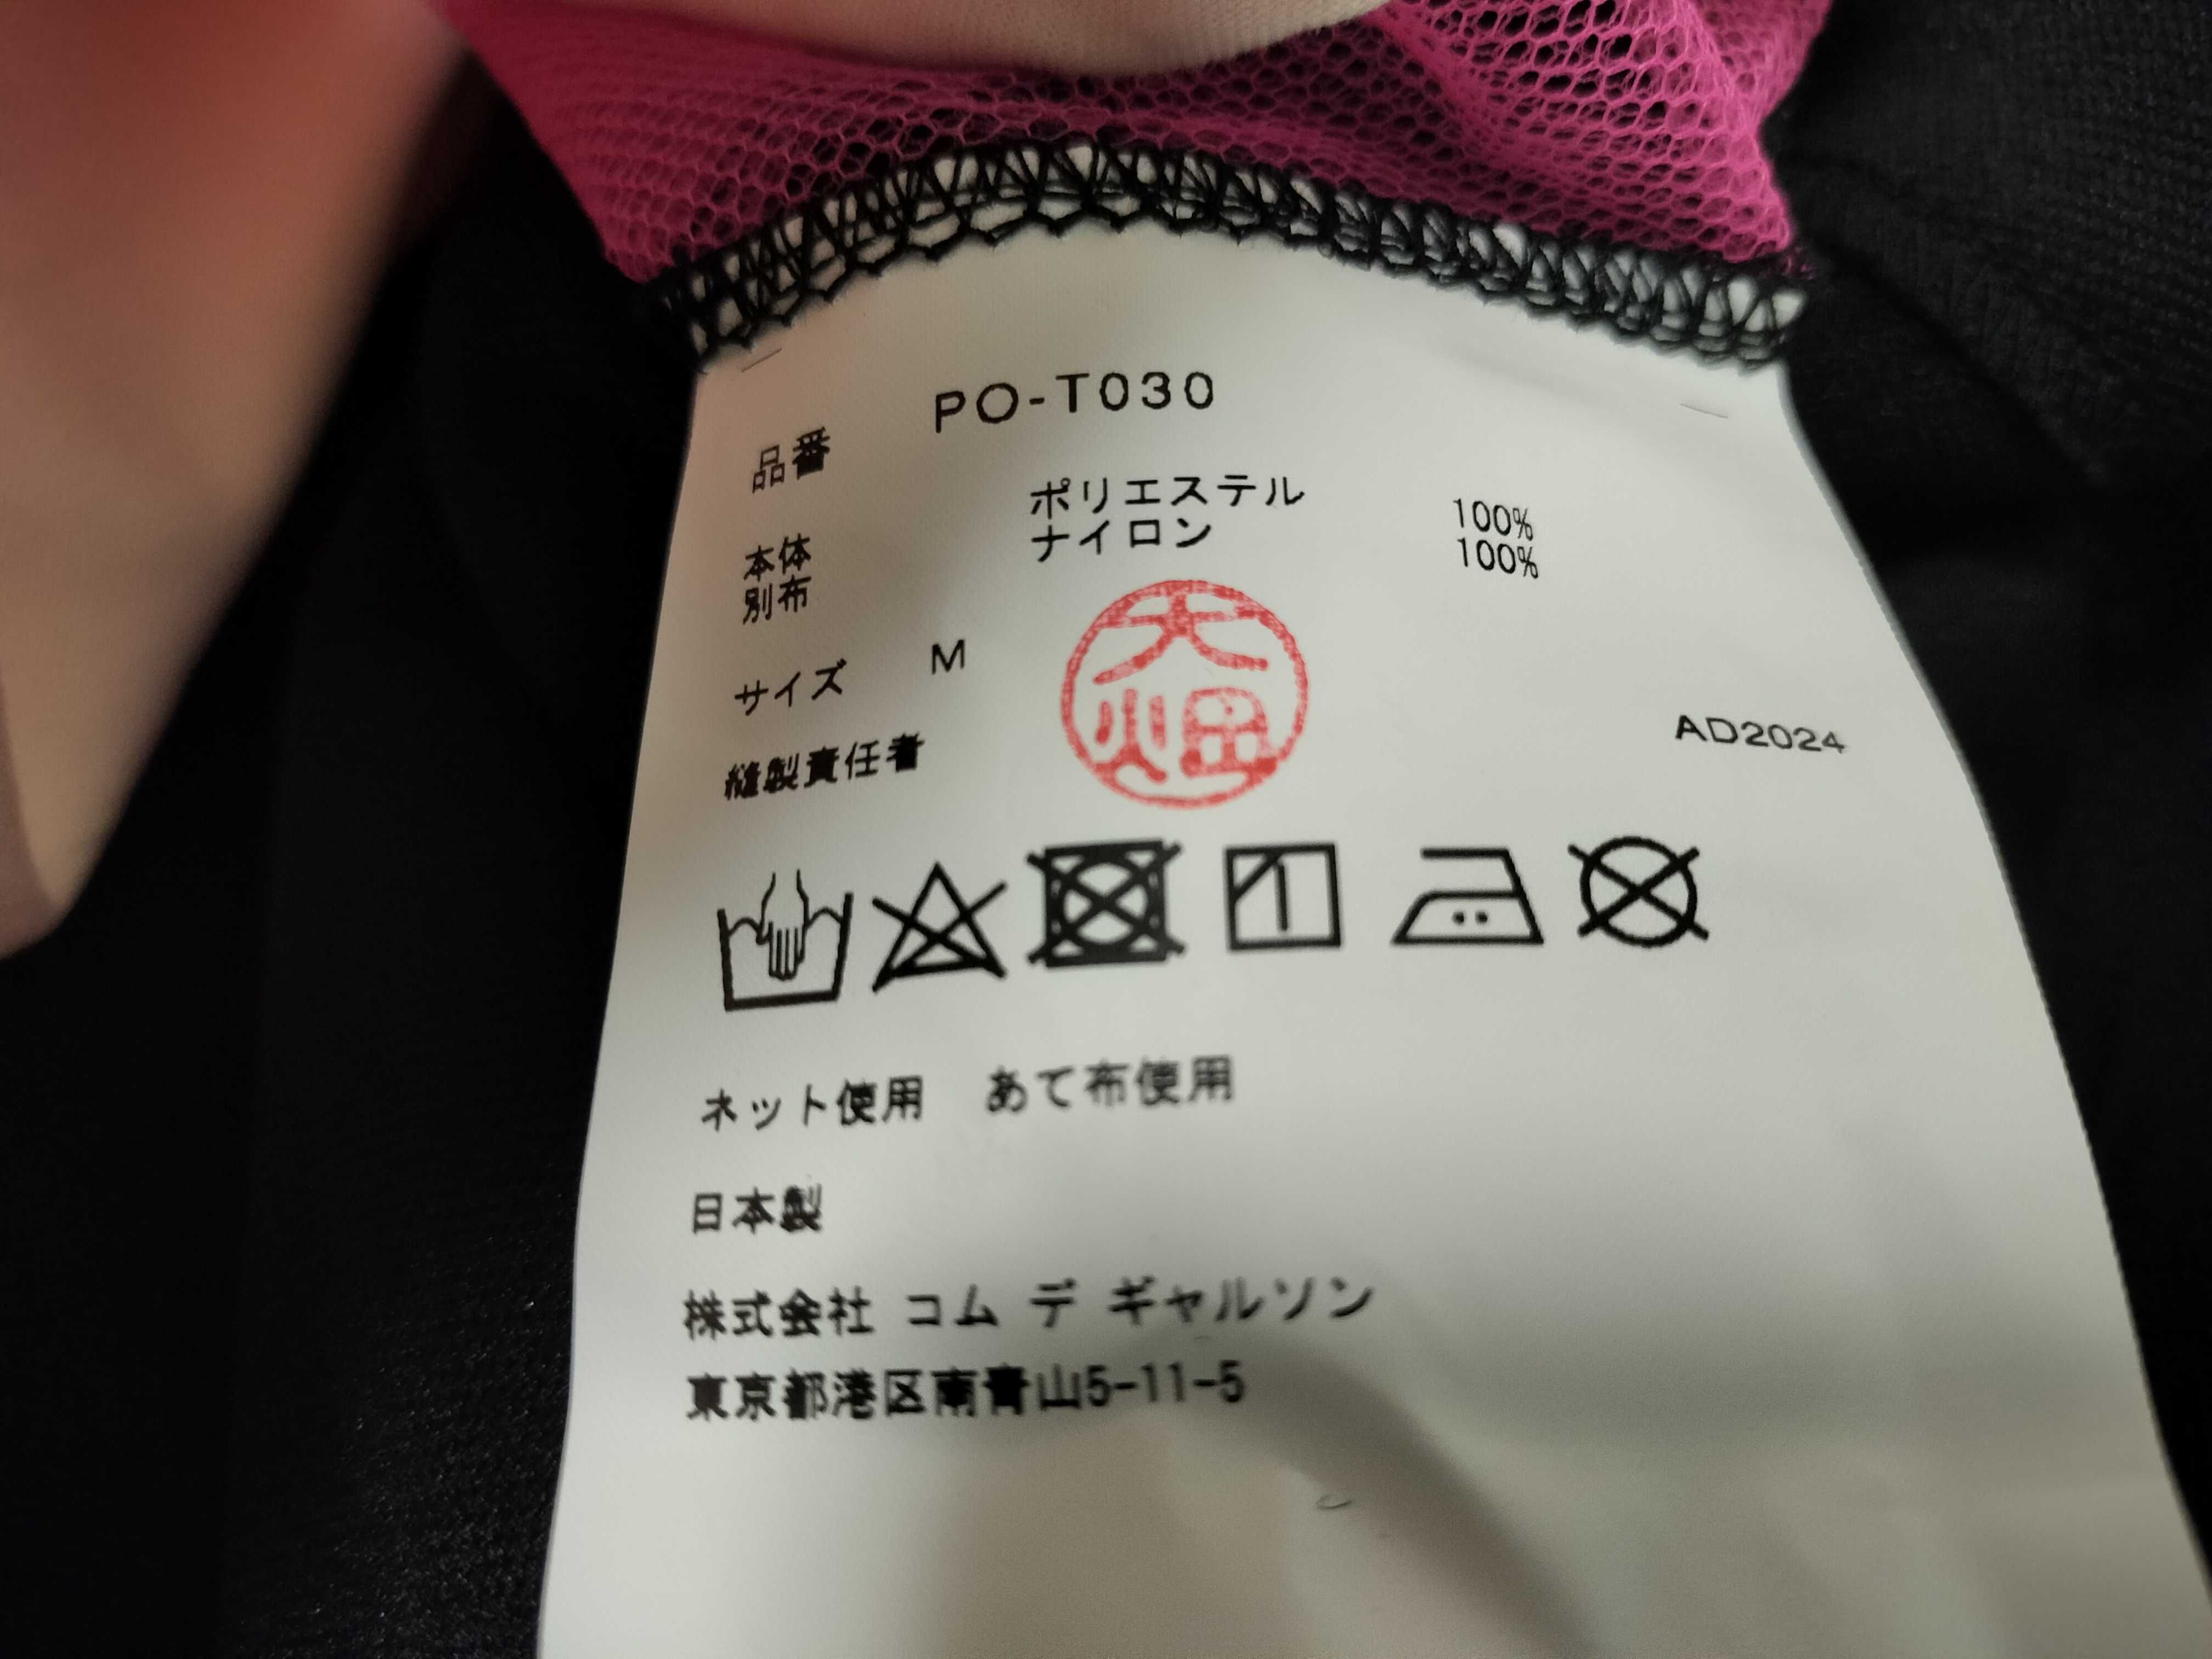 品番 PO-T030
本体 ポリエステル 100%
別布 ナイロン 100%
サイズ M
大畑
縫製責任者
AD2024
ネット使用 あて布使用
日本製
株式会社 コム デ ギャルソン
東京都港区南青山5-11-5